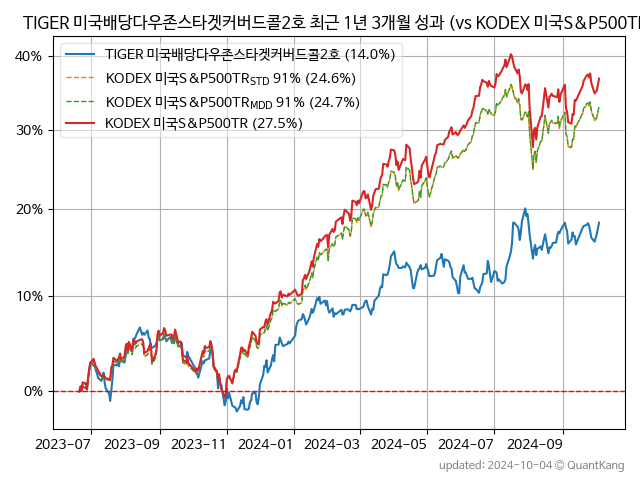 TIGER 미국배당다우존스타겟커버드콜2호 최근 1년 3개월 성과 (vs KODEX 미국S&P500TR
TIGER 미국배당다우존스타겟커버드콜2호 (14.0%)
KODEX 미국S&P500TR_STD 91% (24.6%)
KODEX 미국S&P500TR_MDD 91% (24.7%)
KODEX 미국S&P500TR (27.5%)
40%
30%
20%
10%
0%
2023-07 2023-09 2023-11 2024-01 2024-03 2024-05 2024-07 2024-09
updated: 2024-10-04 © QuantKang